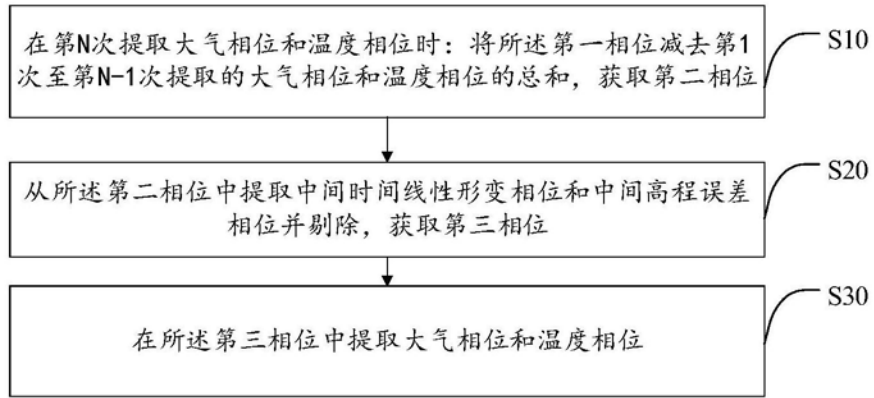 在第N次提取大气相位和温度相位时：将所述第一相位减去第1
次至第N-1次提取的大气相位和温度相位的总和，获取第二相位
S10
从所述第二相位中提取中间时间线性形变相位和中间高程误差
相位并剔除，获取第三相位
S20
在所述第三相位中提取大气相位和温度相位
S30